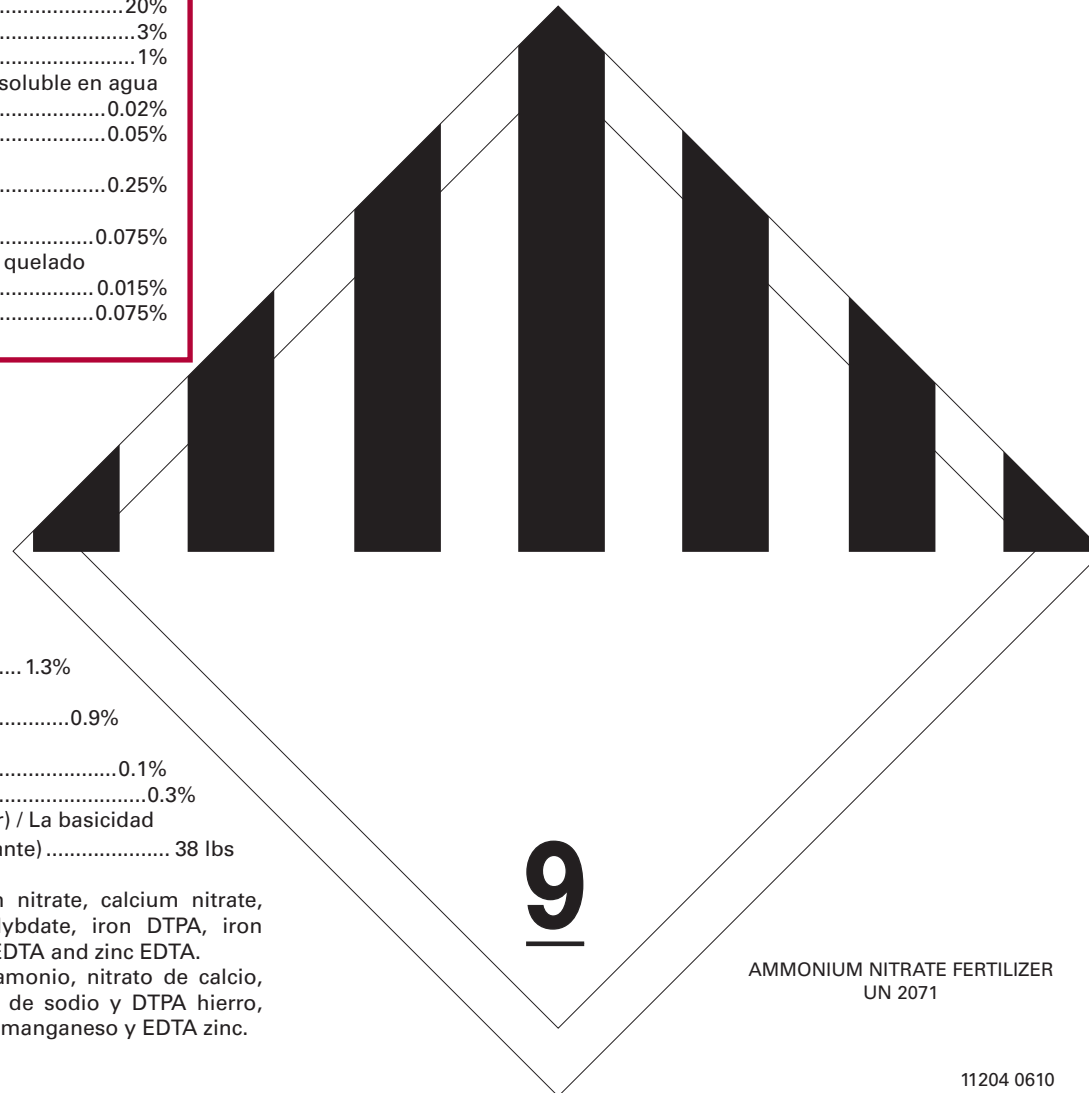 ....................20%
....................3%
....................1%
soluble en agua
....................0.02%
....................0.05%
....................0.25%
....................0.075%
quelado
....................0.015%
....................0.075%
.... 1.3%
............0.9%
....................0.1%
....................0.3%
) / La basicidad
ante) ..................... 38 lbs
nitrate, calcium nitrate,
iron DTPA, iron
EDTA and zinc EDTA.
amonio, nitrato de calcio,
de sodio y DTPA hierro,
manganeso y EDTA zinc.
9
AMMONIUM NITRATE FERTILIZER
UN 2071
11204 0610